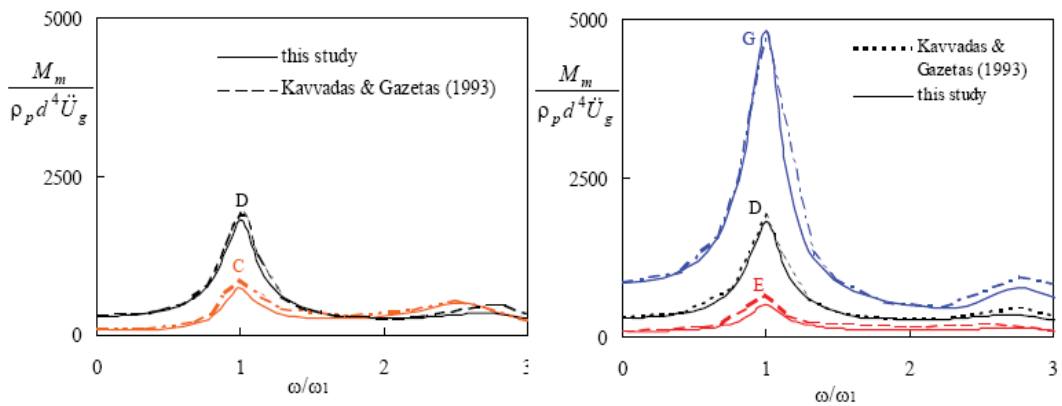 5000
M_m
ρ_p d^4 Ü_g
this study
Kavvadas & Gazetas (1993)
2500
D
C
0
0
1
2
3
ω/ω1
5000
M_m
ρ_p d^4 Ü_g
G
Kavvadas &
Gazetas (1993)
this study
2500
D
E
0
0
1
2
3
ω/ω1